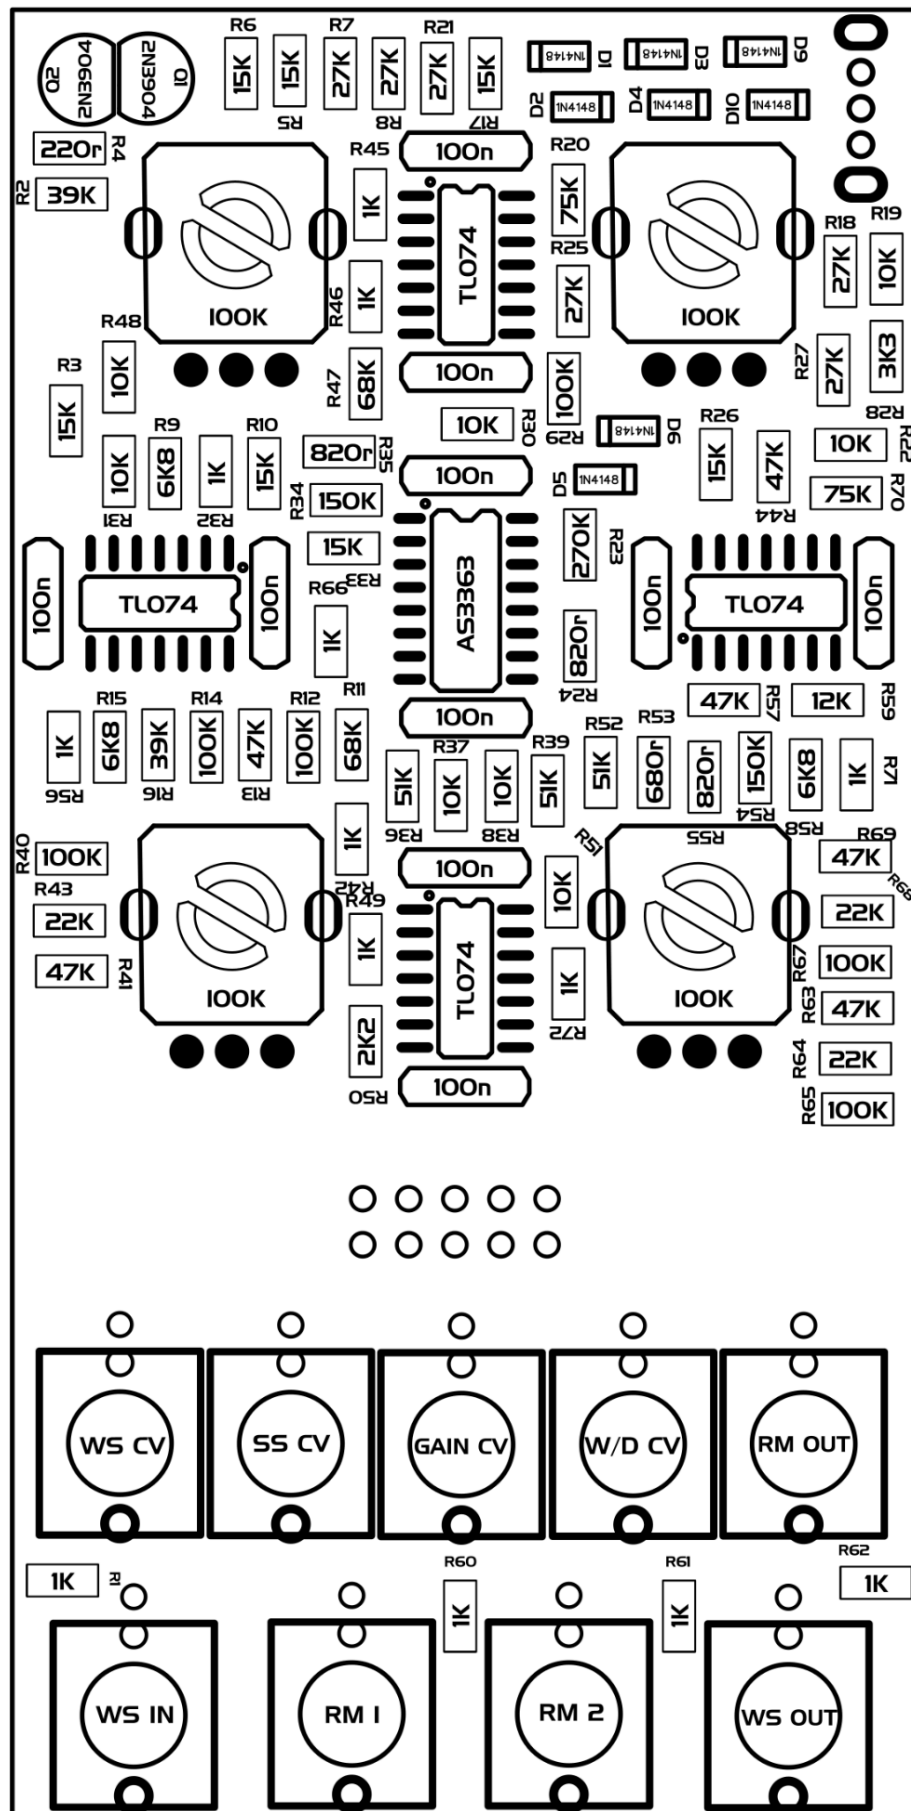 R6 R7 R21
15K 15K 27K 27K 27K 15K
R5 R8 R17
1N4148 D1 1N4148 D3 1N4148 D9
D2 1N4148 D4 1N4148 D10 1N4148
2N3904 Q2
2N3904 Q1
220r R4
R2 39K
R45 1K
100n
R20 75K
R25 27K
R18 27K
R19 10K
TL074
100K
100K
R46 1K
R48 10K
R3 15K
R47 68K
100n
100K R29
R27 27K
3K3 R28
10K R30
1N4148 D6
R26 15K
47K R44
10K R22
820r R35
100n
D5 1N4148
75K R70
10K R31
R9 6K8
1K R32
R10 15K
R34 150K
15K R33
270K R23
100n TL074 100n
AS3363
100n TL074 100n
R66 1K
820r R24
47K R57
12K R59
1K R56
R15 6K8
39K R16
R14 100K
47K R13
R12 100K
R11 68K
100n
51K R36
R37 10K
10K R38
R39 51K
R52 51K
R53 680r
820r R55
150K R54
6K8 R58
1K R71
R40 100K
1K R42
100n
R51 10K
47K R69
R43 22K
R49 1K
22K R68
47K R41
TL074
1K R72
R67 100K
100K
100K
R63 47K
2K2 R50
R64 22K
100n
R65 100K
WS CV SS CV GAIN CV W/D CV RM OUT
1K R1
R60 1K
R61 1K
R62 1K
WS IN RM 1 RM 2 WS OUT